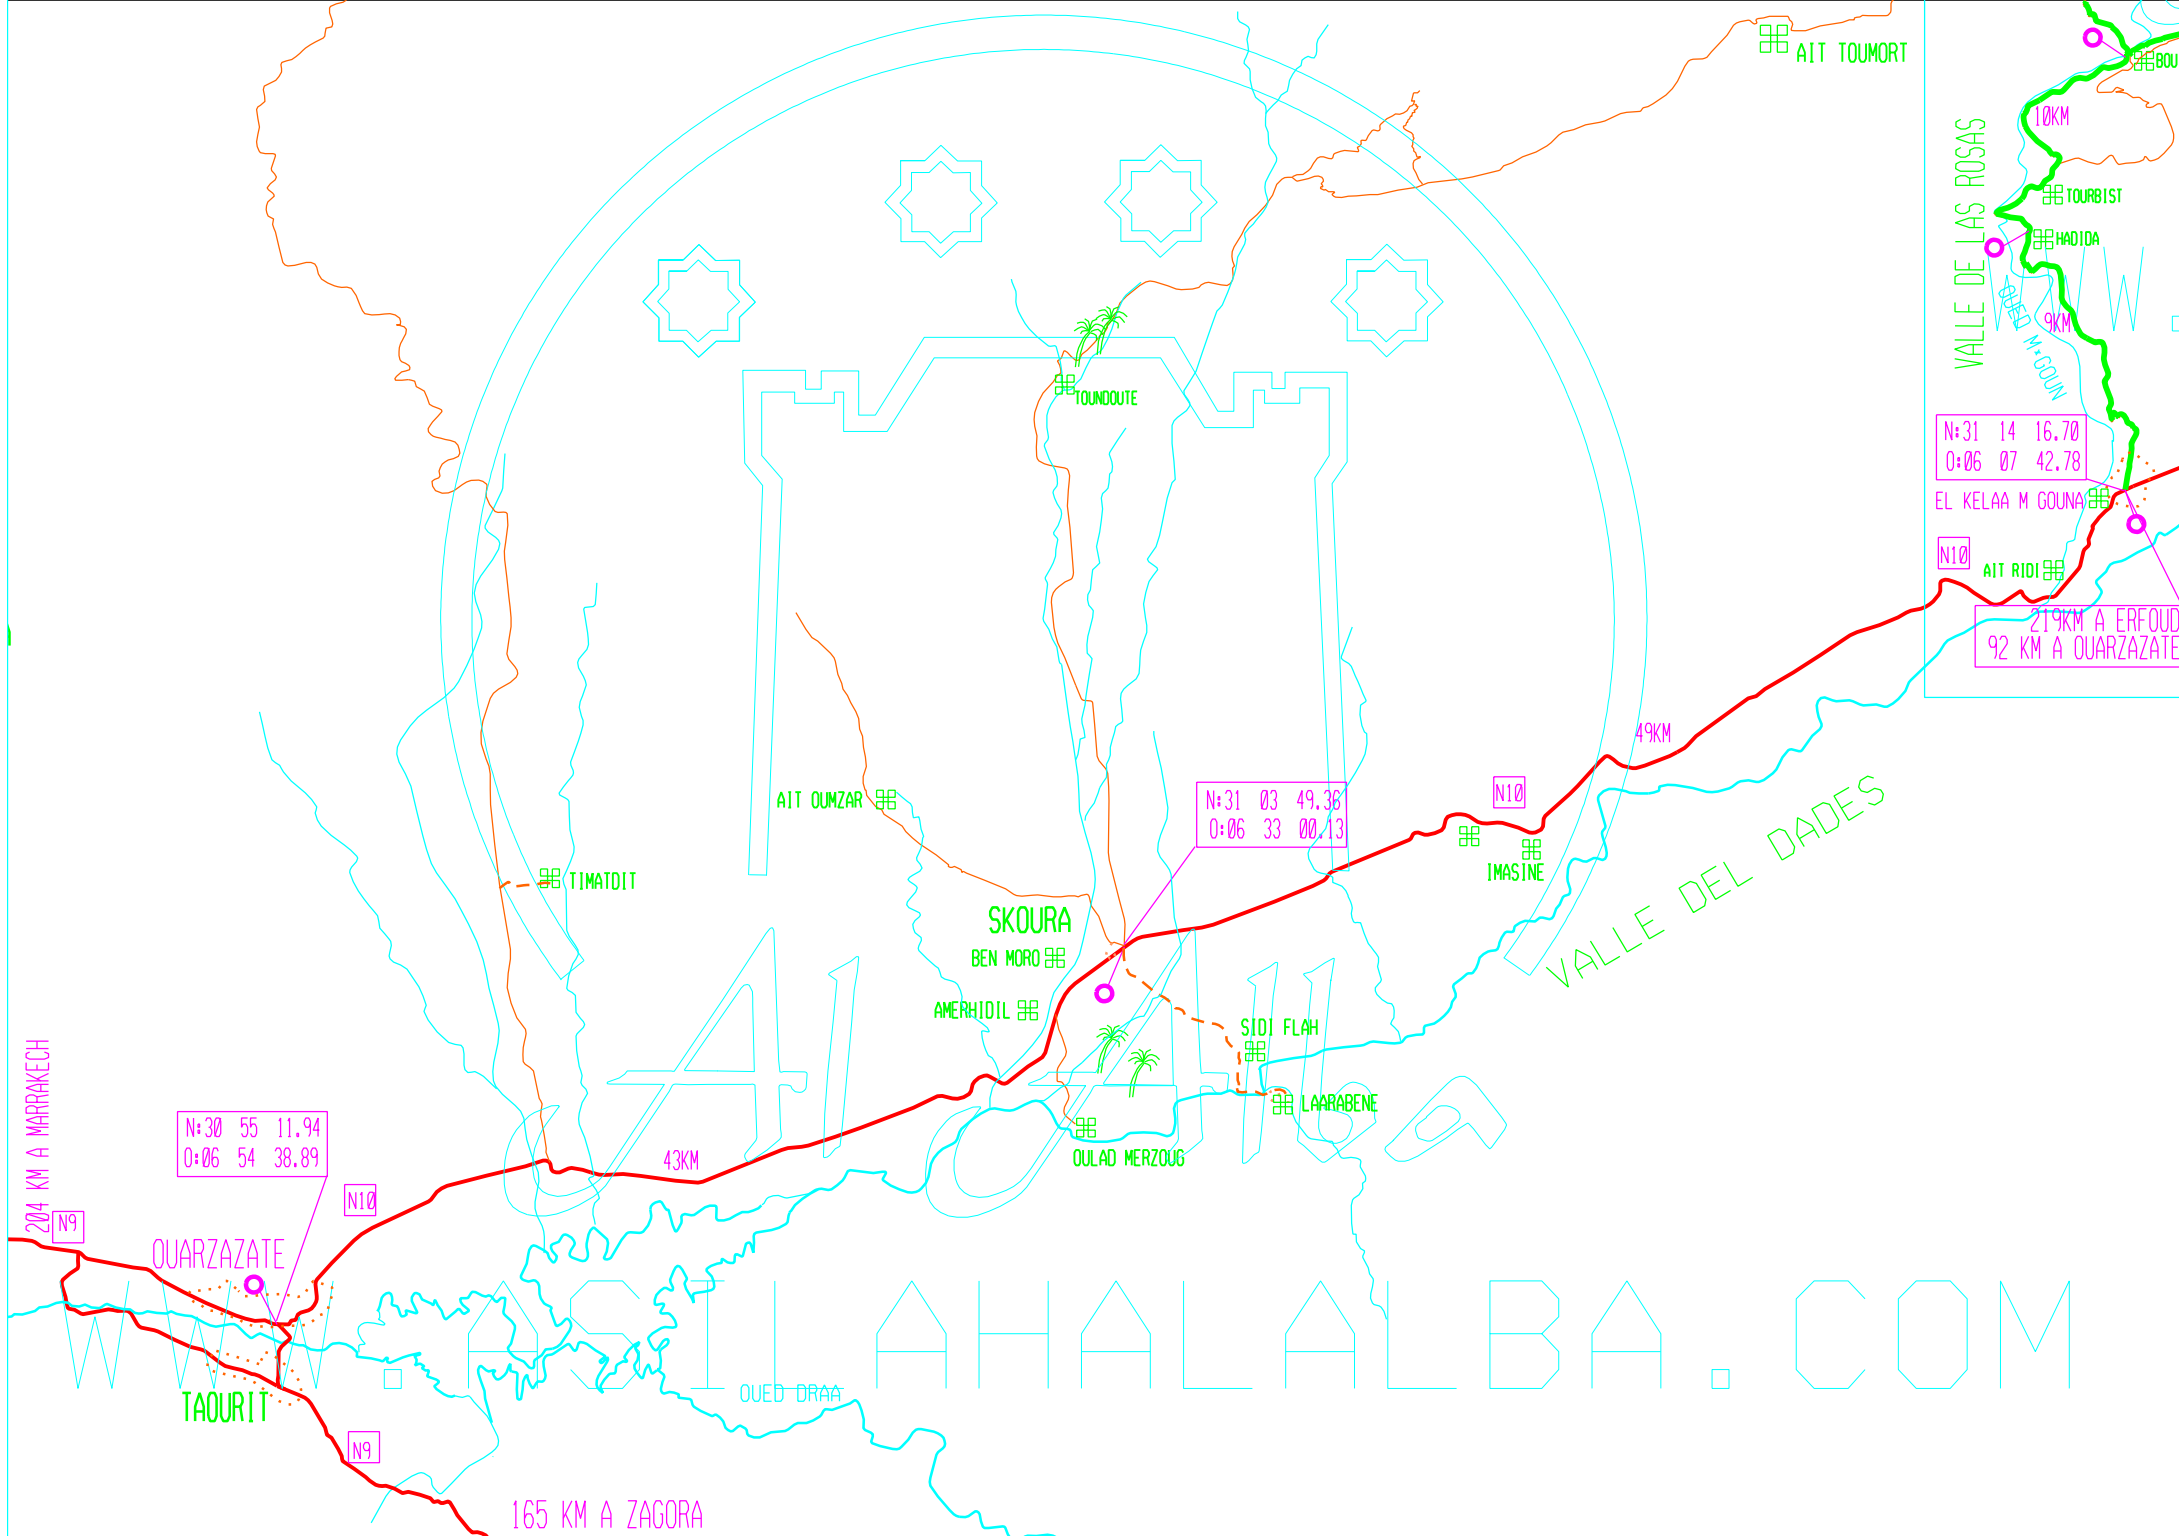 AIT TOUMORT
10KM
TOURBIST
HADIDA
VALLE DE LAS ROSAS
OUED M*GOUN
9KM
TOUNDOUTE
N:31 14 16.70
O:06 07 42.78
EL KELAA M GOUNA
N10
AIT RIDI
219KM A ERFOUD
92 KM A OUARZAZATE
49KM
N10
IMASINE
VALLE DEL DADES
N:31 03 49.36
O:06 33 00.13
AIT OUMZAR
TIMATDIT
SKOURA
BEN MORO
AMERHIDIL
SIDI FLAH
LAARABENE
OULAD MERZOUG
43KM
204 KM A MARRAKECH
N:30 55 11.94
O:06 54 38.89
N10
N9
OUARZAZATE
TAOURIT
N9
OUED DRAA
165 KM A ZAGORA
WWW.ASILAHALALBA.COM